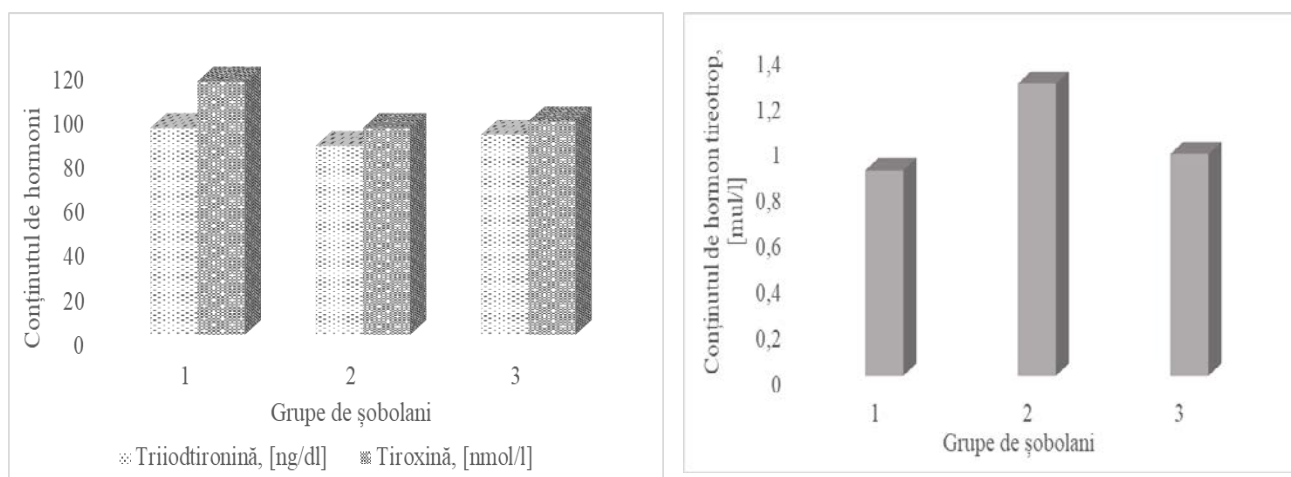 Conținutul de hormoni
120
100
80
60
40
20
0
1 2 3
Grupe de șobolani
Triiodtironină, [ng/dl] Tiroxină, [nmol/l]
Conținutul de hormon tireotrop,
[mul/l]
1,4
1,2
1
0,8
0,6
0,4
0,2
0
1 2 3
Grupe de șobolani